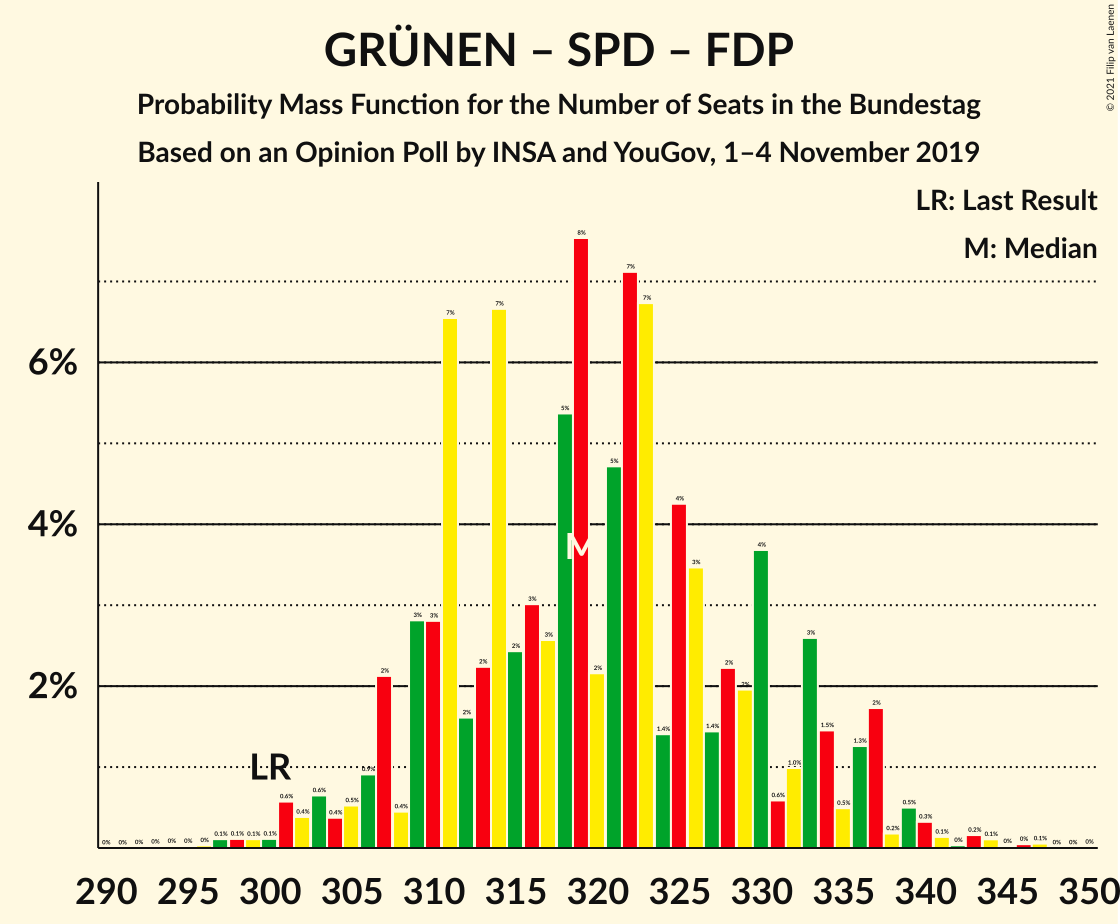 GRÜNEN – SPD – FDP
Probability Mass Function for the Number of Seats in the Bundestag
Based on an Opinion Poll by INSA and YouGov, 1–4 November 2019
© 2021 Filip van Laenen
LR: Last Result
M: Median
6%
4%
2%
LR
M
0% 0% 0% 0% 0% 0% 0% 0.1% 0.1% 0.1% 0.1% 0.6% 0.4% 0.6% 0.4% 0.5% 0.9% 2% 0.4% 3% 3% 7% 2% 2% 7% 2% 3% 3% 5% 8% 2% 5% 7% 7% 1.4% 4% 3% 1.4% 2% 2% 4% 0.6% 1.0% 3% 1.5% 0.5% 1.3% 2% 0.2% 0.5% 0.3% 0.1% 0% 0.2% 0.1% 0% 0% 0.1% 0% 0% 0%
290 295 300 305 310 315 320 325 330 335 340 345 350